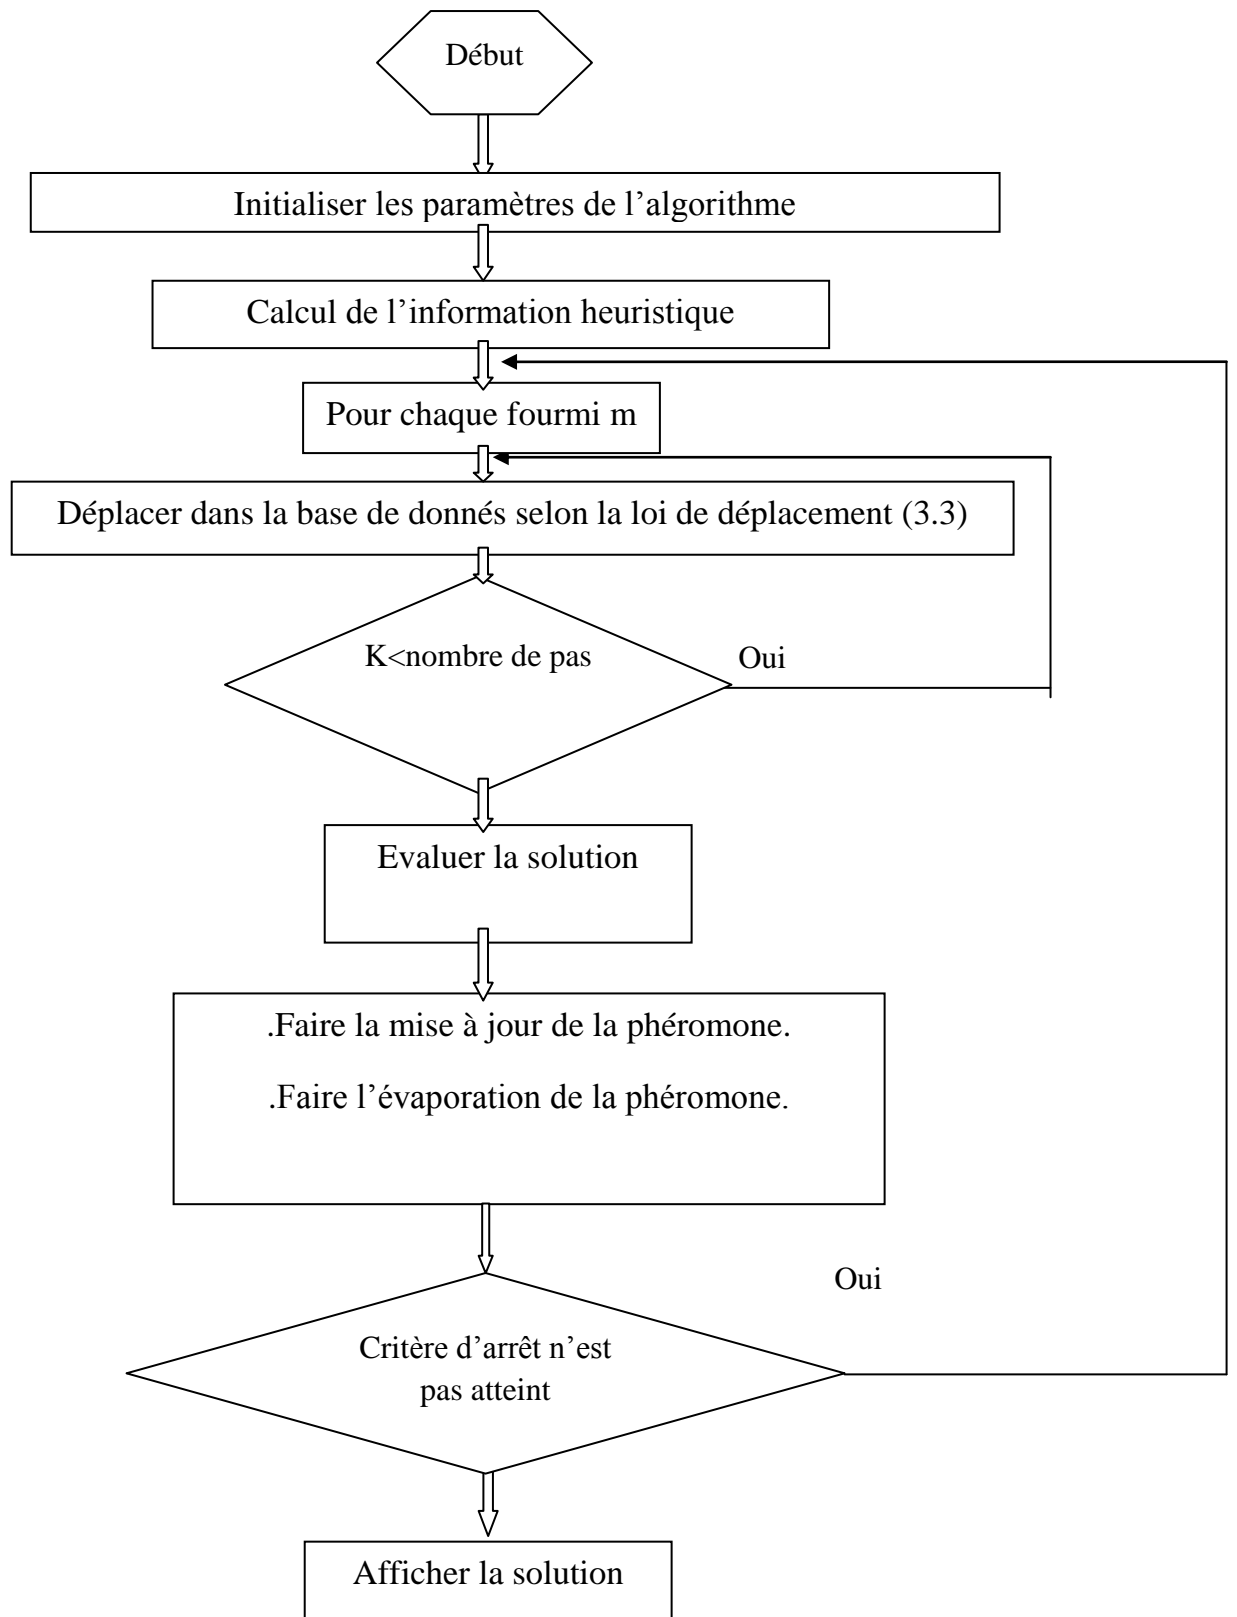 Début
Initialiser les paramètres de l’algorithme
Calcul de l’information heuristique
Pour chaque fourmi m
Déplacer dans la base de donnés selon la loi de déplacement (3.3)
K<nombre de pas
Oui
Evaluer la solution
.Faire la mise à jour de la phéromone.
.Faire l’évaporation de la phéromone.
Oui
Critère d’arrêt n’est
pas atteint
Afficher la solution